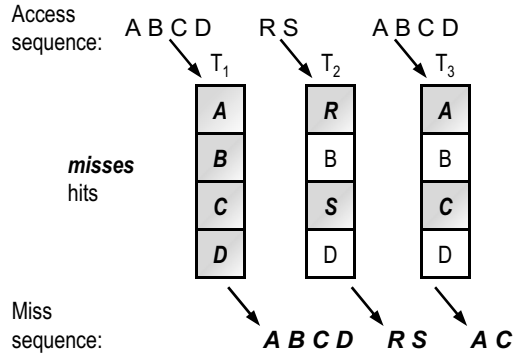 Access
sequence:
A B C D
R S
A B C D
T1
T2
T3
A
R
A
B
B
B
misses
hits
C
S
C
D
D
D
Miss
sequence:
A B C D
R S
A C